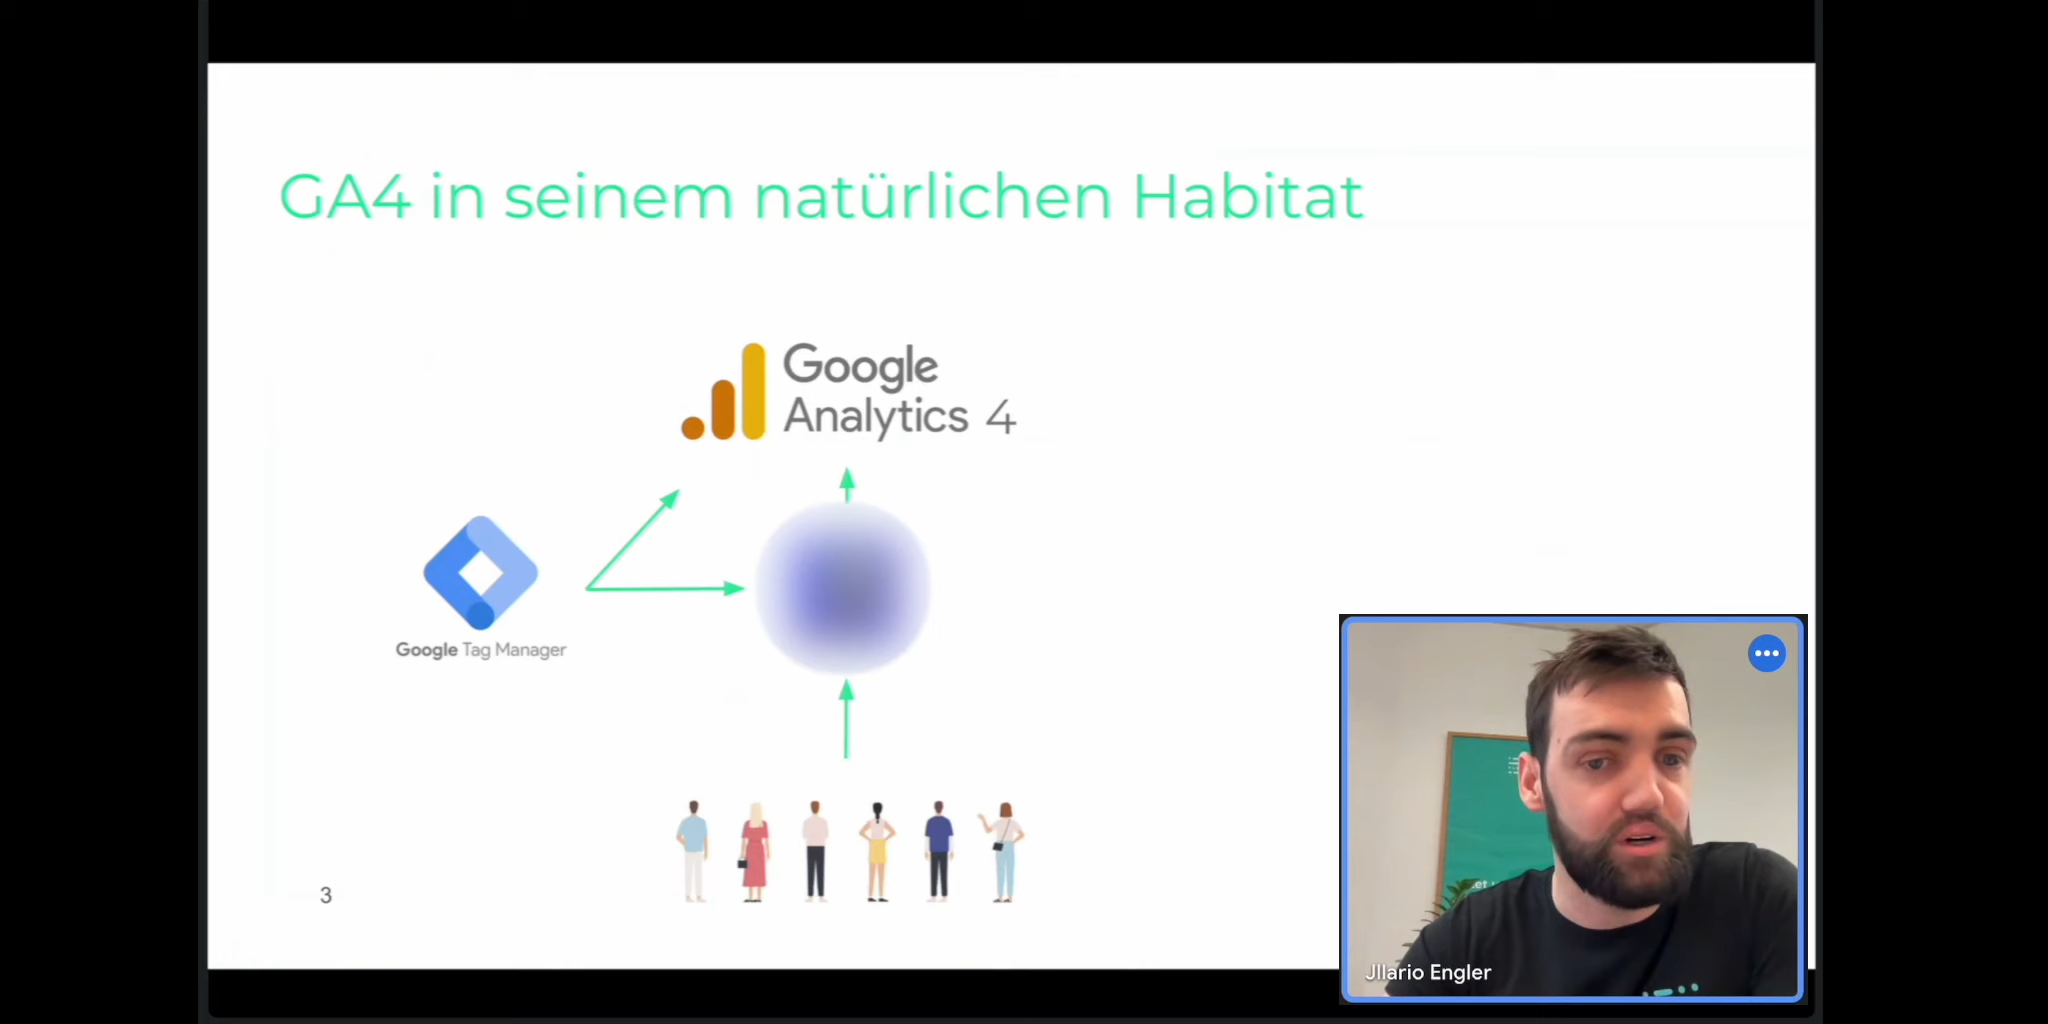 GA4 in seinem natürlichen Habitat
Google
Analytics 4
Google Tag Manager
3
Jllario Engler